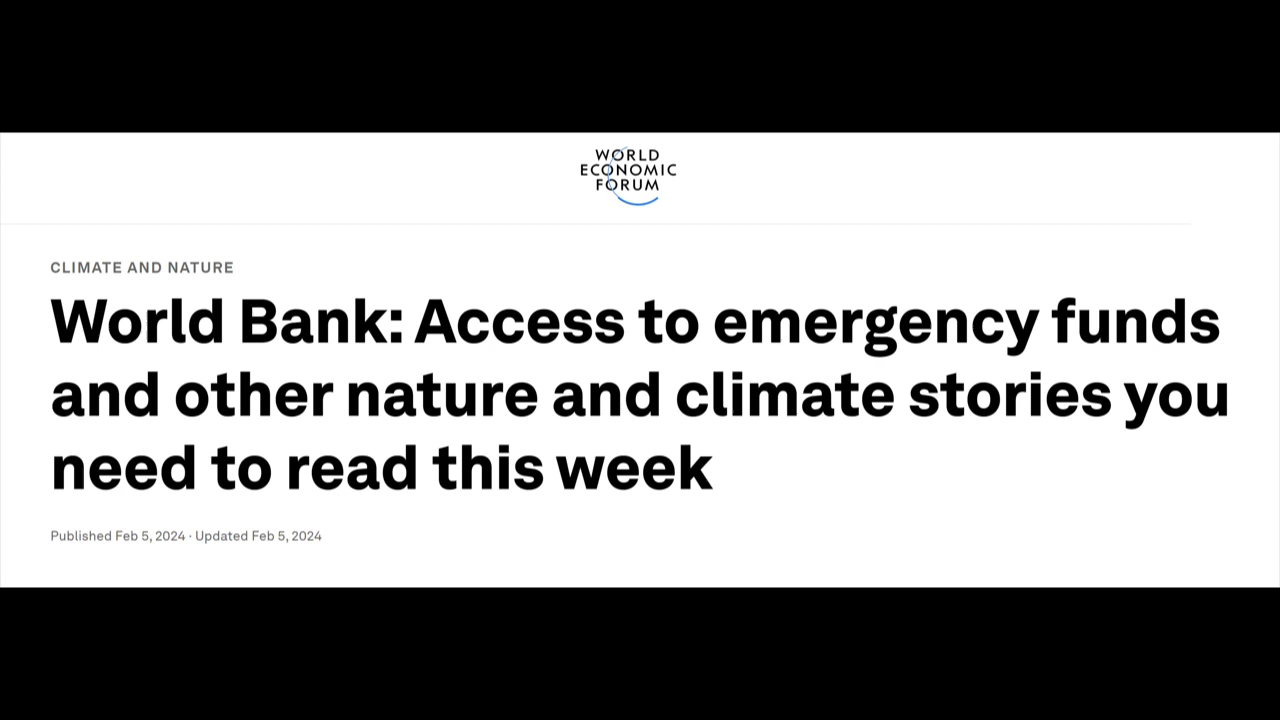 WORLD
ECONOMIC
FORUM
CLIMATE AND NATURE
World Bank: Access to emergency funds
and other nature and climate stories you
need to read this week
Published Feb 5, 2024 · Updated Feb 5, 2024